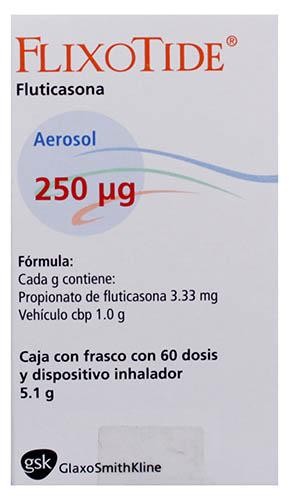 FLIXOTIDE®
Fluticasona
Aerosol
250 µg
Fórmula:
Cada g contiene:
Propionato de fluticasona 3.33 mg
Vehículo cbp 1.0 g
Caja con frasco con 60 dosis
y dispositivo inhalador
5.1 g
gsk GlaxoSmithKline